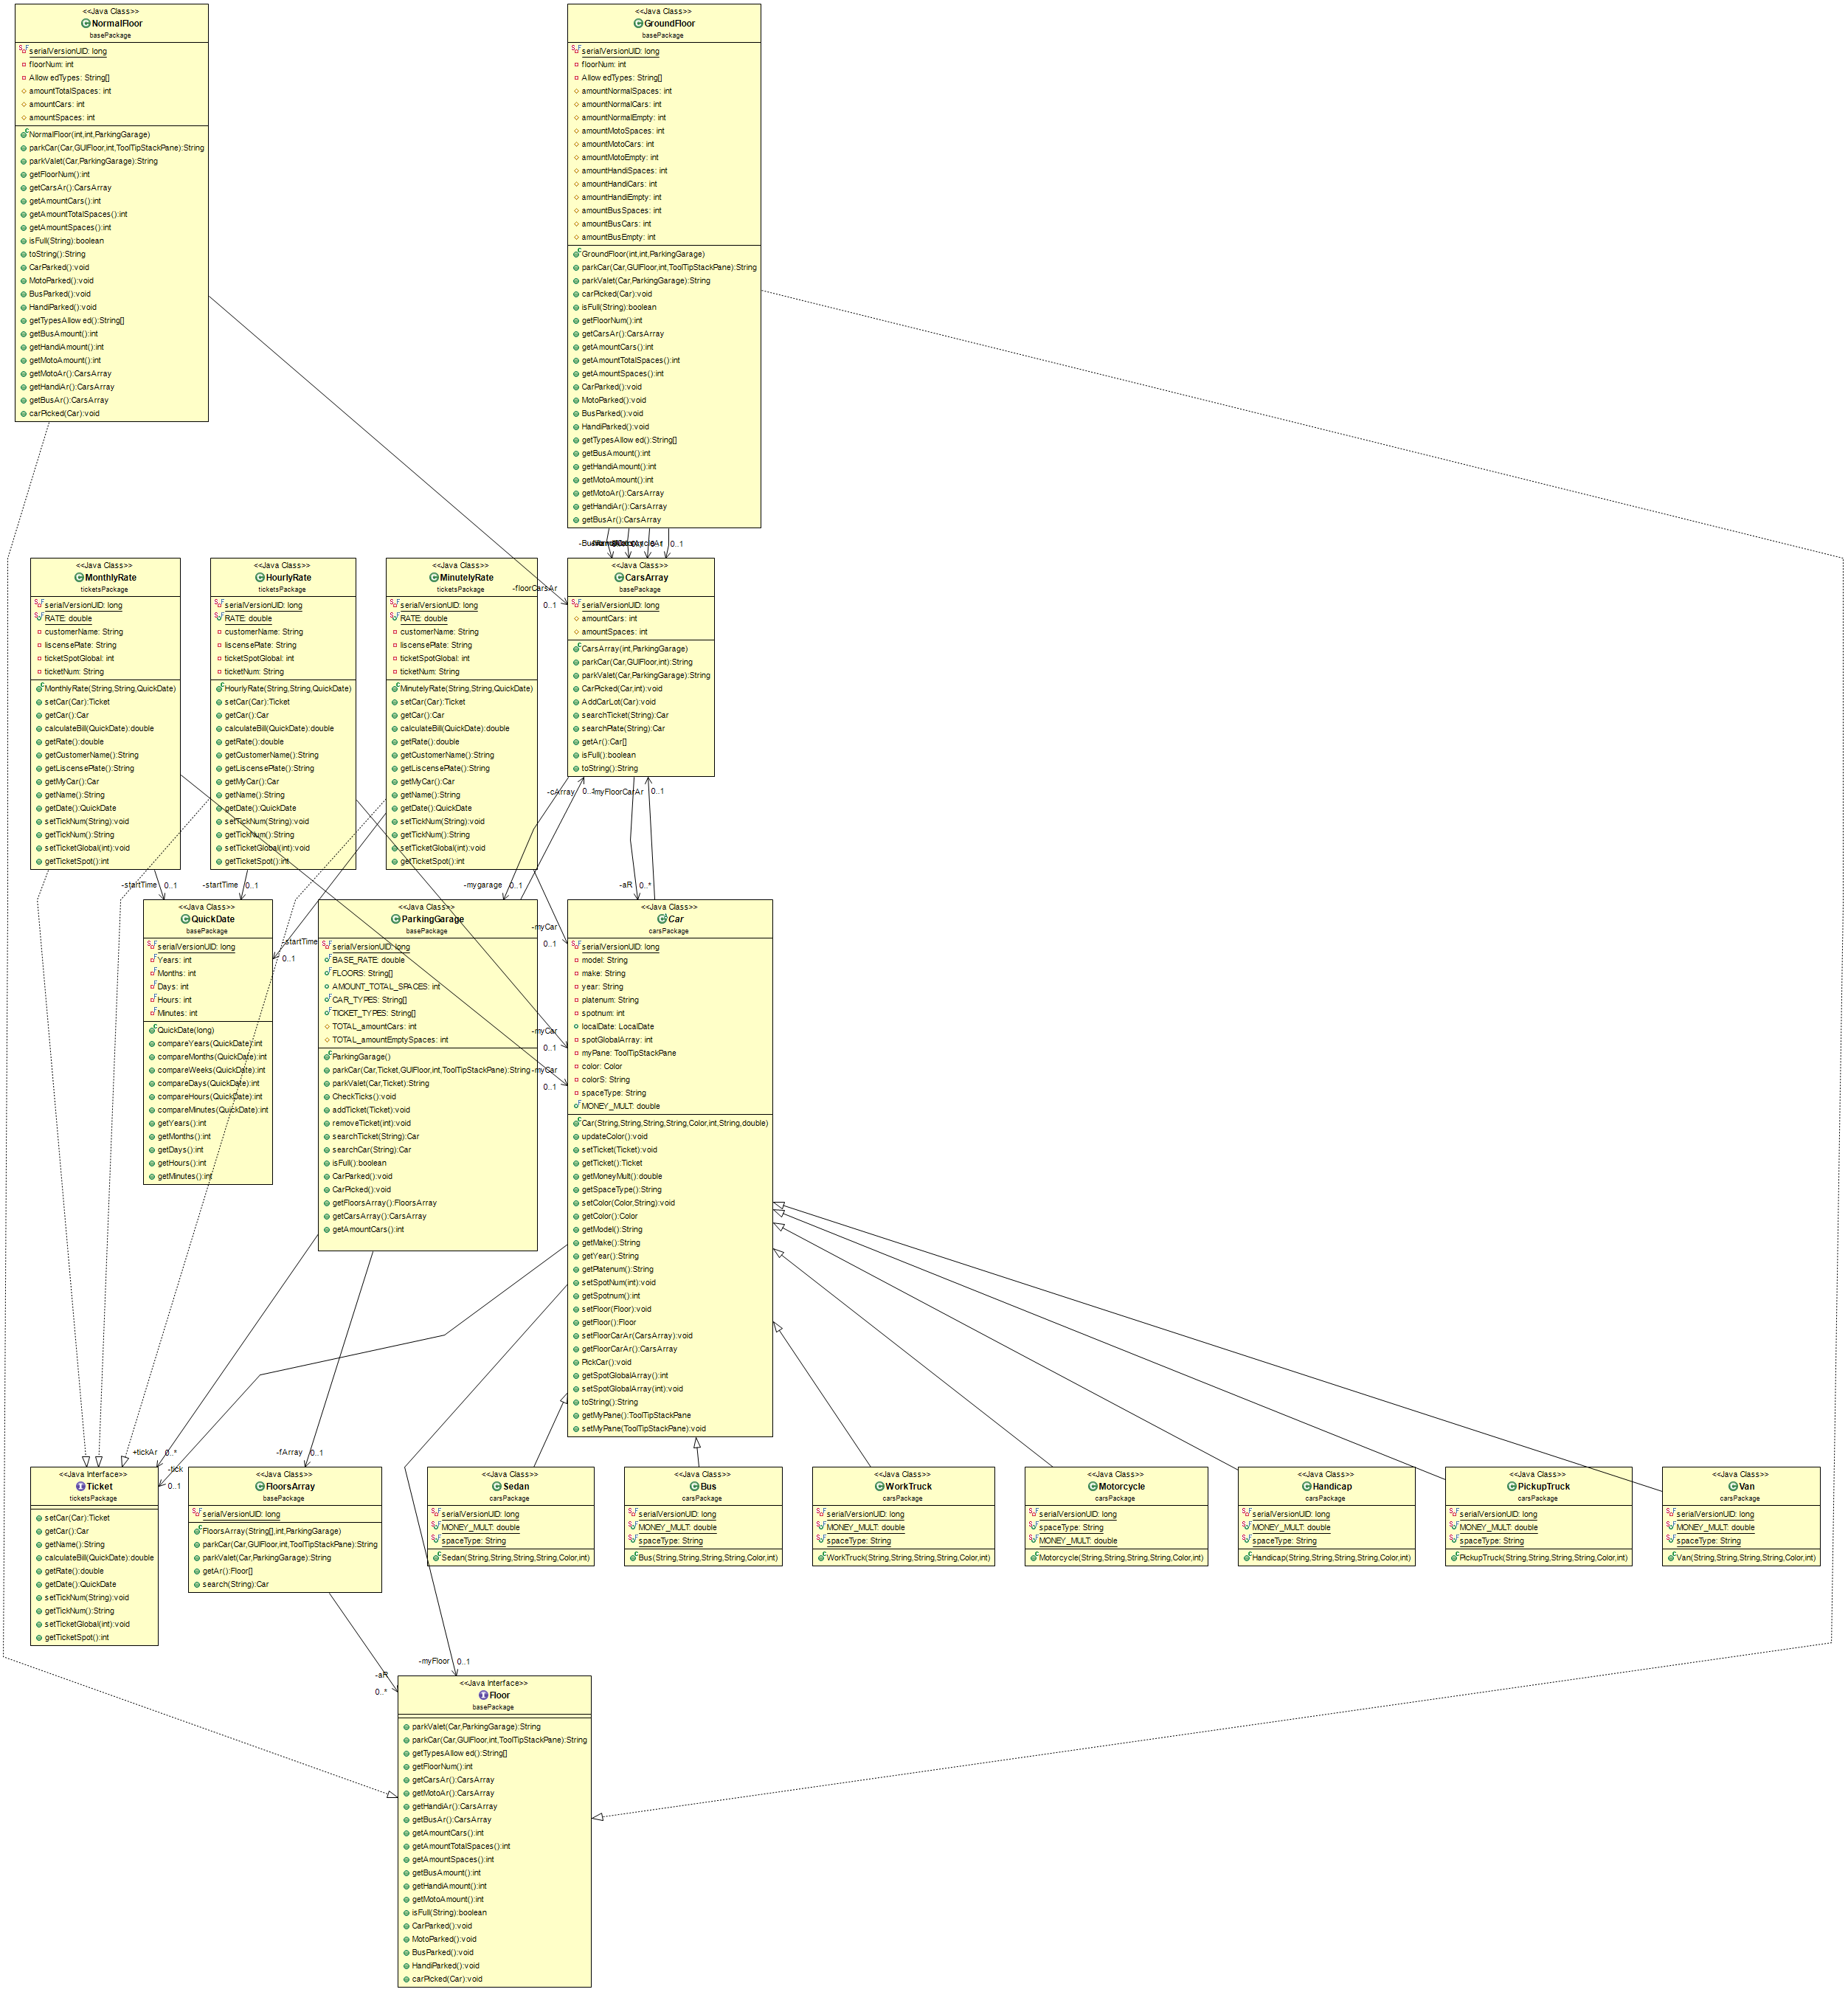 <<Java Class>>
NormalFloor
basePackage
serialVersionUID: long
floorNum: int
Allow edTypes: String[]
amountTotalSpaces: int
amountCars: int
amountSpaces: int
NormalFloor(int,int,ParkingGarage)
parkCar(Car,GUIFloor,int,ToolTipStackPane):String
parkValet(Car,ParkingGarage):String
getFloorNum():int
getCarsAr():CarsArray
getAmountCars():int
getAmountTotalSpaces():int
getAmountSpaces():int
isFull(String):boolean
toString():String
CarParked():void
MotoParked():void
BusParked():void
HandiParked():void
getTypesAllow ed():String[]
getBusAmount():int
getHandiAmount():int
getMotoAmount():int
getMotoAr():CarsArray
getHandiAr():CarsArray
getBusAr():CarsArray
carPicked(Car):void
<<Java Class>>
GroundFloor
basePackage
serialVersionUID: long
floorNum: int
Allow edTypes: String[]
amountNormalSpaces: int
amountNormalCars: int
amountNormalEmpty: int
amountMotoSpaces: int
amountMotoCars: int
amountMotoEmpty: int
amountHandiSpaces: int
amountHandiCars: int
amountHandiEmpty: int
amountBusSpaces: int
amountBusCars: int
amountBusEmpty: int
GroundFloor(int,int,ParkingGarage)
parkCar(Car,GUIFloor,int,ToolTipStackPane):String
parkValet(Car,ParkingGarage):String
carPicked(Car):void
isFull(String):boolean
getFloorNum():int
getCarsAr():CarsArray
getAmountCars():int
getAmountTotalSpaces():int
getAmountSpaces():int
CarParked():void
MotoParked():void
BusParked():void
HandiParked():void
getTypesAllow ed():String[]
getBusAmount():int
getHandiAmount():int
getMotoAmount():int
getMotoAr():CarsArray
getHandiAr():CarsArray
getBusAr():CarsArray
0..1
<<Java Class>>
MonthlyRate
ticketsPackage
serialVersionUID: long
RATE: double
customerName: String
liscensePlate: String
ticketSpotGlobal: int
ticketNum: String
MonthlyRate(String,String,QuickDate)
setCar(Car):Ticket
getCar():Car
calculateBill(QuickDate):double
getRate():double
getCustomerName():String
getLiscensePlate():String
getMyCar():Car
getName():String
getDate():QuickDate
setTickNum(String):void
getTickNum():String
setTicketGlobal(int):void
getTicketSpot():int
<<Java Class>>
HourlyRate
ticketsPackage
serialVersionUID: long
RATE: double
customerName: String
liscensePlate: String
ticketSpotGlobal: int
ticketNum: String
HourlyRate(String,String,QuickDate)
setCar(Car):Ticket
getCar():Car
calculateBill(QuickDate):double
getRate():double
getCustomerName():String
getLiscensePlate():String
getMyCar():Car
getName():String
getDate():QuickDate
setTickNum(String):void
getTickNum():String
setTicketGlobal(int):void
getTicketSpot():int
<<Java Class>>
MinutelyRate
ticketsPackage
serialVersionUID: long
RATE: double
customerName: String
liscensePlate: String
ticketSpotGlobal: int
ticketNum: String
MinutelyRate(String,String,QuickDate)
setCar(Car):Ticket
getCar():Car
calculateBill(QuickDate):double
getRate():double
getCustomerName():String
getLiscensePlate():String
getMyCar():Car
getName():String
getDate():QuickDate
setTickNum(String):void
getTickNum():String
setTicketGlobal(int):void
getTicketSpot():int
-floorCarsAr
0..1
<<Java Class>>
CarsArray
basePackage
serialVersionUID: long
amountCars: int
amountSpaces: int
CarsArray(int,ParkingGarage)
parkCar(Car,GUIFloor,int):String
parkValet(Car,ParkingGarage):String
CarPicked(Car,int):void
AddCarLot(Car):void
searchTicket(String):Car
searchPlate(String):Car
getAr():Car[]
isFull():boolean
toString():String
-cArray
-myFloorCarAr
0..1
-startTime 0..1
-startTime 0..1
-mygarage 0..1
-aR 0..*
<<Java Class>>
QuickDate
basePackage
serialVersionUID: long
Years: int
Months: int
Days: int
Hours: int
Minutes: int
QuickDate(long)
compareYears(QuickDate):int
compareMonths(QuickDate):int
compareWeeks(QuickDate):int
compareDays(QuickDate):int
compareHours(QuickDate):int
compareMinutes(QuickDate):int
getYears():int
getMonths():int
getDays():int
getHours():int
getMinutes():int
-startTime
0..1
<<Java Class>>
ParkingGarage
basePackage
serialVersionUID: long
BASE_RATE: double
FLOORS: String[]
AMOUNT_TOTAL_SPACES: int
CAR_TYPES: String[]
TICKET_TYPES: String[]
TOTAL_amountCars: int
TOTAL_amountEmptySpaces: int
ParkingGarage()
parkCar(Car,Ticket,GUIFloor,int,ToolTipStackPane):String
parkValet(Car,Ticket):String
CheckTicks():void
addTicket(Ticket):void
removeTicket(int):void
searchTicket(String):Car
searchCar(String):Car
isFull():boolean
CarParked():void
CarPicked():void
getFloorsArray():FloorsArray
getCarsArray():CarsArray
getAmountCars():int
-myCar
0..1
-myCar
0..1
-myCar
0..1
<<Java Class>>
Car
carsPackage
serialVersionUID: long
model: String
make: String
year: String
platenum: String
spotnum: int
localDate: LocalDate
spotGlobalArray: int
myPane: ToolTipStackPane
color: Color
colorS: String
spaceType: String
MONEY_MULT: double
Car(String,String,String,String,Color,int,String,double)
updateColor():void
setTicket(Ticket):void
getTicket():Ticket
getMoneyMult():double
getSpaceType():String
setColor(Color,String):void
getColor():Color
getModel():String
getMake():String
getYear():String
getPlatenum():String
setSpotNum(int):void
getSpotnum():int
setFloor(Floor):void
getFloor():Floor
setFloorCarAr(CarsArray):void
getFloorCarAr():CarsArray
PickCar():void
getSpotGlobalArray():int
setSpotGlobalArray(int):void
toString():String
getMyPane():ToolTipStackPane
setMyPane(ToolTipStackPane):void
+tickAr 0..*
-tick
0..1
-fArray 0..1
<<Java Interface>>
Ticket
ticketsPackage
setCar(Car):Ticket
getCar():Car
getName():String
calculateBill(QuickDate):double
getRate():double
getDate():QuickDate
setTickNum(String):void
getTickNum():String
setTicketGlobal(int):void
getTicketSpot():int
<<Java Class>>
FloorsArray
basePackage
serialVersionUID: long
FloorsArray(String[],int,ParkingGarage)
parkCar(Car,GUIFloor,int,ToolTipStackPane):String
parkValet(Car,ParkingGarage):String
getAr():Floor[]
search(String):Car
<<Java Class>>
Sedan
carsPackage
serialVersionUID: long
MONEY_MULT: double
spaceType: String
Sedan(String,String,String,String,Color,int)
<<Java Class>>
Bus
carsPackage
serialVersionUID: long
MONEY_MULT: double
spaceType: String
Bus(String,String,String,String,Color,int)
<<Java Class>>
WorkTruck
carsPackage
serialVersionUID: long
MONEY_MULT: double
spaceType: String
WorkTruck(String,String,String,String,Color,int)
<<Java Class>>
Motorcycle
carsPackage
serialVersionUID: long
spaceType: String
MONEY_MULT: double
Motorcycle(String,String,String,String,Color,int)
<<Java Class>>
Handicap
carsPackage
serialVersionUID: long
MONEY_MULT: double
spaceType: String
Handicap(String,String,String,String,Color,int)
<<Java Class>>
PickupTruck
carsPackage
serialVersionUID: long
MONEY_MULT: double
spaceType: String
PickupTruck(String,String,String,String,Color,int)
<<Java Class>>
Van
carsPackage
serialVersionUID: long
MONEY_MULT: double
spaceType: String
Van(String,String,String,String,Color,int)
-aR
0..*
-myFloor 0..1
<<Java Interface>>
Floor
basePackage
parkValet(Car,ParkingGarage):String
parkCar(Car,GUIFloor,int,ToolTipStackPane):String
getTypesAllow ed():String[]
getFloorNum():int
getCarsAr():CarsArray
getMotoAr():CarsArray
getHandiAr():CarsArray
getBusAr():CarsArray
getAmountCars():int
getAmountTotalSpaces():int
getAmountSpaces():int
getBusAmount():int
getHandiAmount():int
getMotoAmount():int
isFull(String):boolean
CarParked():void
MotoParked():void
BusParked():void
HandiParked():void
carPicked(Car):void